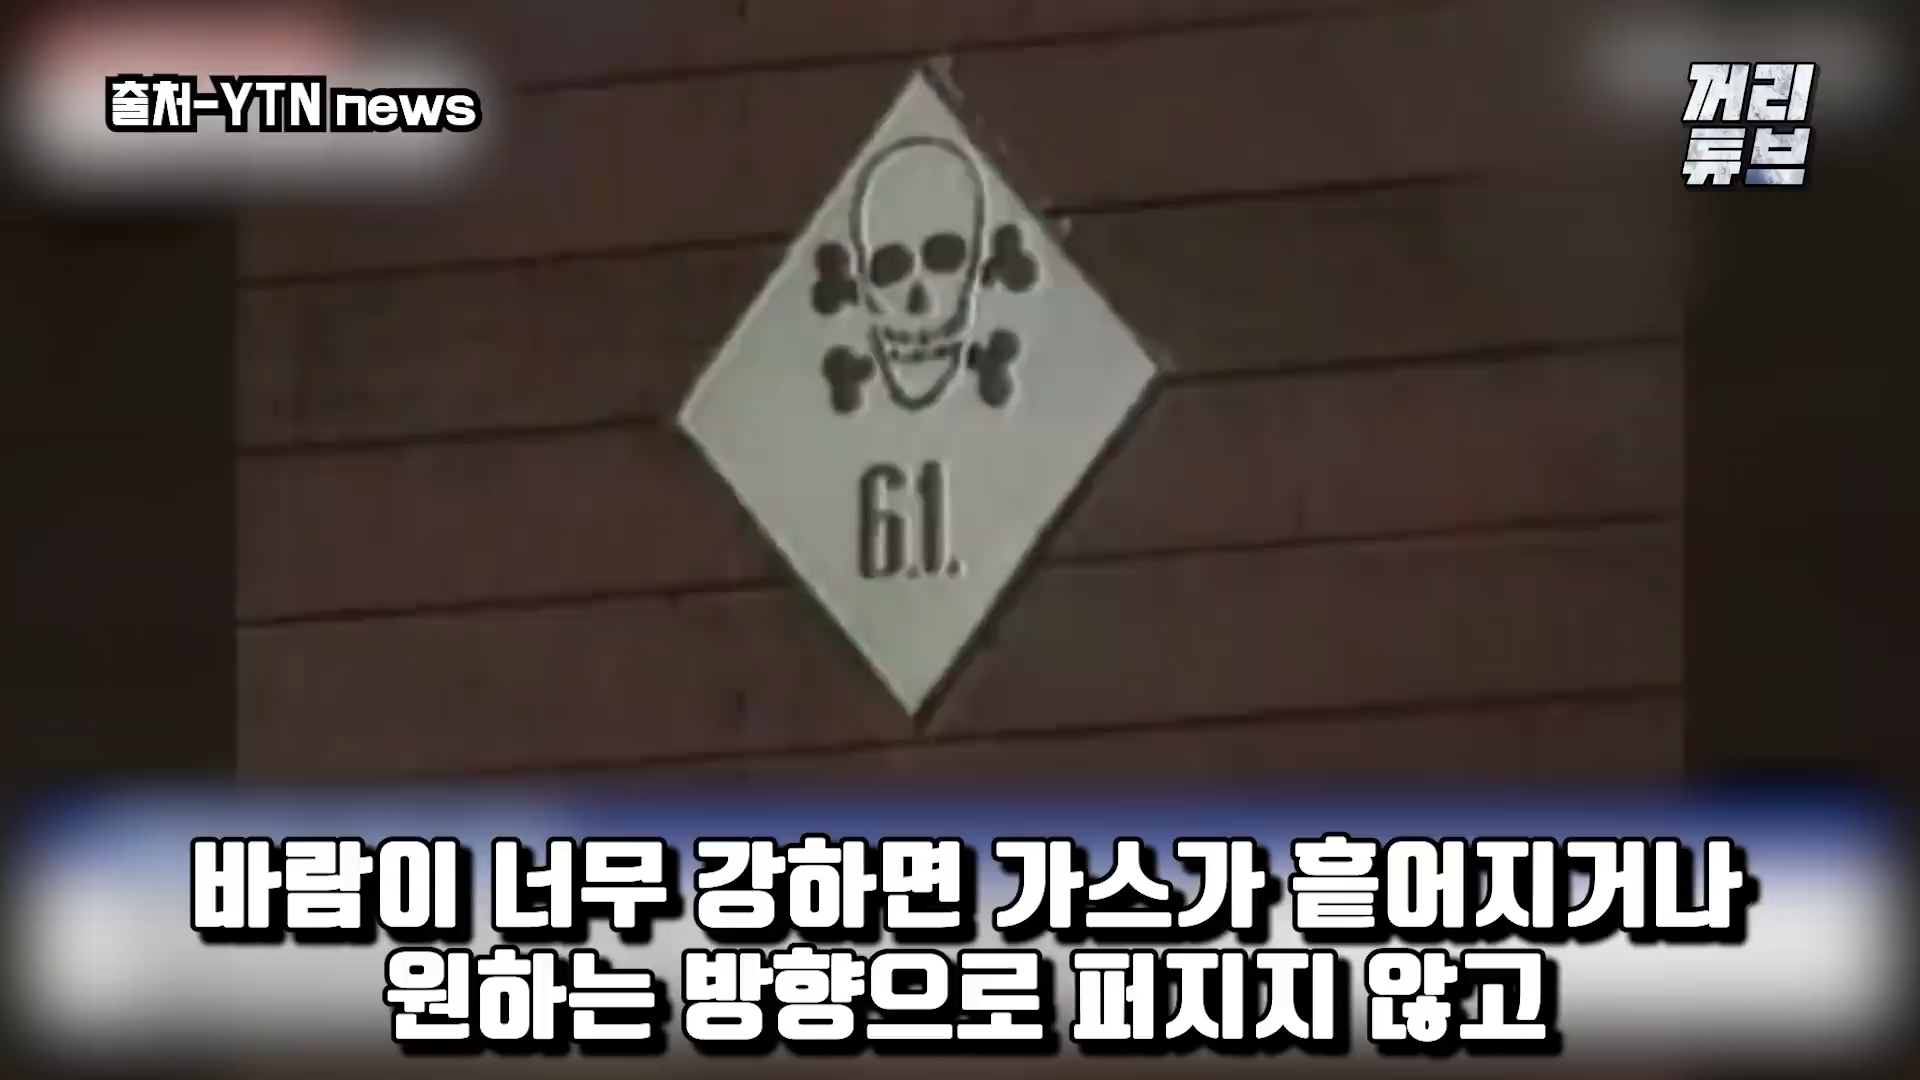 출처-YTN news
꺼리
튜브
6.1.
바람이 너무 강하면 가스가 흩어지거나
원하는 방향으로 퍼지지 않고